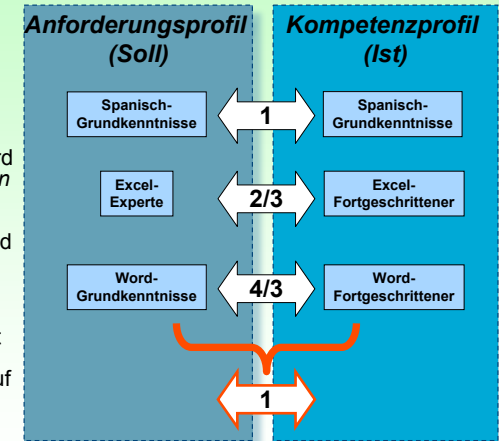 Anforderungsprofil
(Soll)
Kompetenzprofil
(Ist)
Spanisch-
Grundkenntnisse
1
Spanisch-
Grundkenntnisse
Excel-
Experte
2/3
Excel-
Fortgeschrittener
Word-
Grundkenntnisse
4/3
Word-
Fortgeschrittener
1